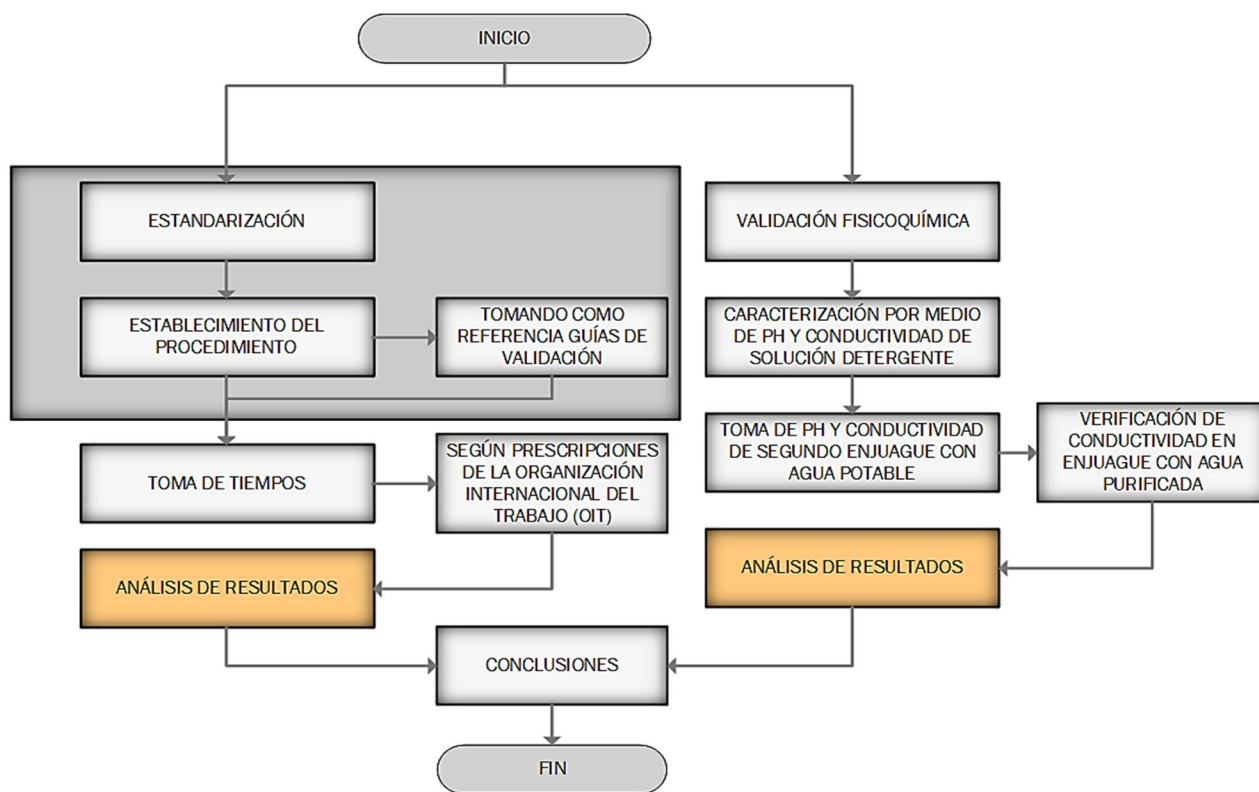 INICIO
ESTANDARIZACIÓN
ESTABLECIMIENTO DEL
PROCEDIMIENTO
TOMANDO COMO
REFERENCIA GUÍAS DE
VALIDACIÓN
TOMA DE TIEMPOS
SEGÚN PRESCRIPCIONES
DE LA ORGANIZACIÓN
INTERNACIONAL DEL
TRABAJO (OIT)
ANÁLISIS DE RESULTADOS
VALIDACIÓN FISICOQUÍMICA
CARACTERIZACIÓN POR MEDIO
DE PH Y CONDUCTIVIDAD DE
SOLUCIÓN DETERGENTE
TOMA DE PH Y CONDUCTIVIDAD
DE SEGUNDO ENJUAGUE CON
AGUA POTABLE
VERIFICACIÓN DE
CONDUCTIVIDAD EN
ENJUAGUE CON AGUA
PURIFICADA
ANÁLISIS DE RESULTADOS
CONCLUSIONES
FIN